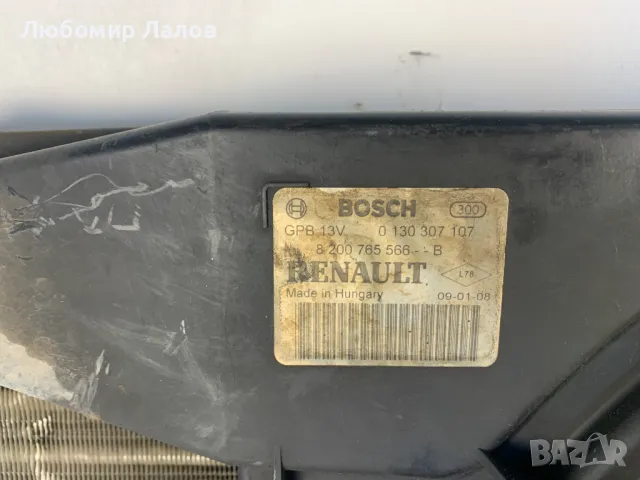 Любомир Лалов
BOSCH 300
GPB 13V 0 130 307 107
8 200 765 566 - - B
RENAULT L78
Made in Hungary 09-01-08
BAZAR